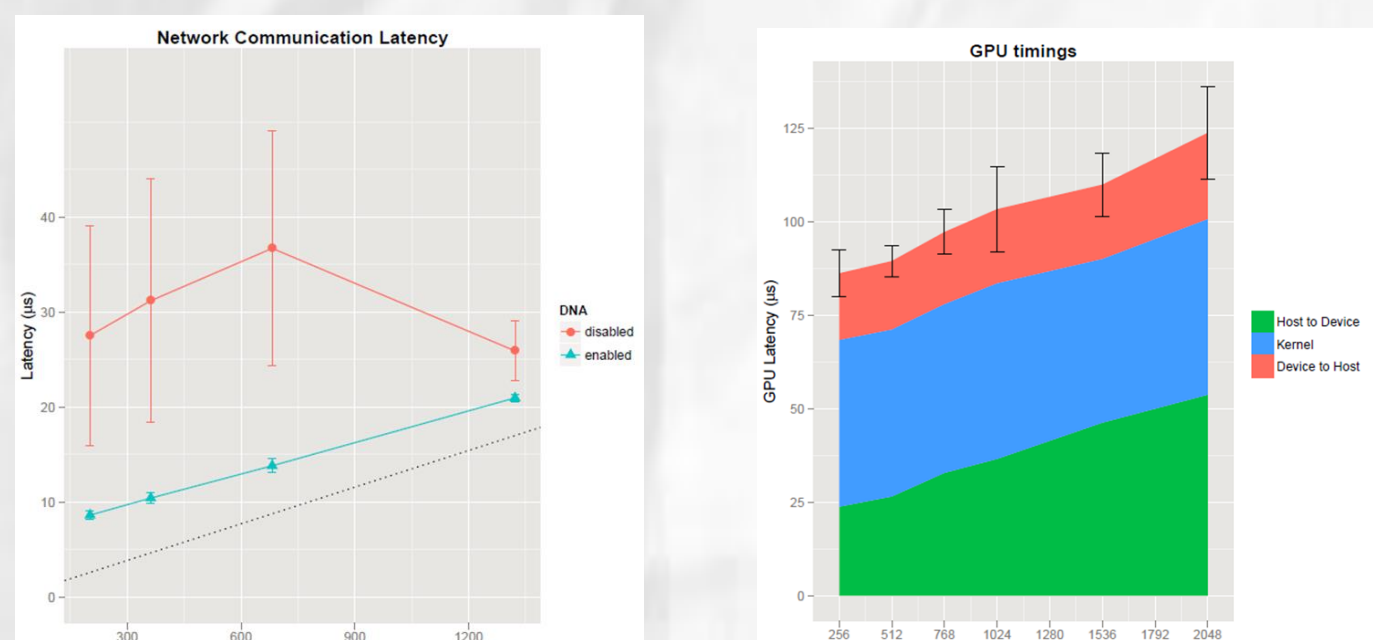 Network Communication Latency
Latency (µs)
40
30
20
10
0
300 600 900 1200
DNA
disabled
enabled
GPU timings
GPU Latency (µs)
125
100
75
50
25
0
256 512 768 1024 1280 1536 1792 2048
Host to Device
Kernel
Device to Host